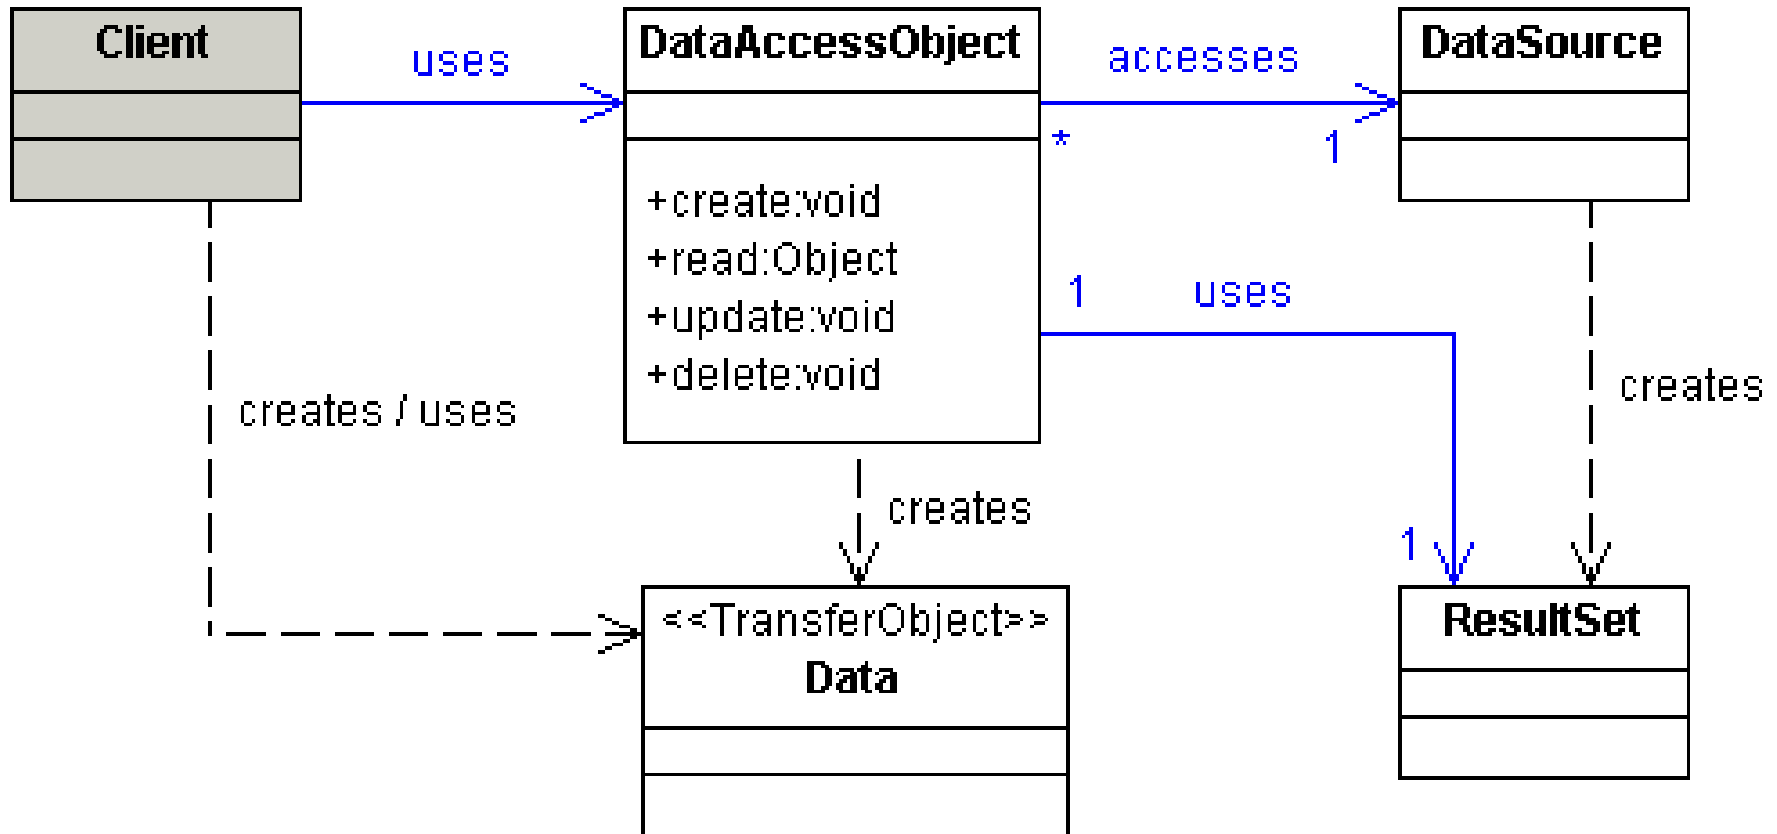 Client
uses
DataAccessObject
accesses
DataSource
*
1
+create:void
+read:Object
+update:void
+delete:void
1
uses
creates / uses
creates
creates
1
<<TransferObject>>
Data
ResultSet